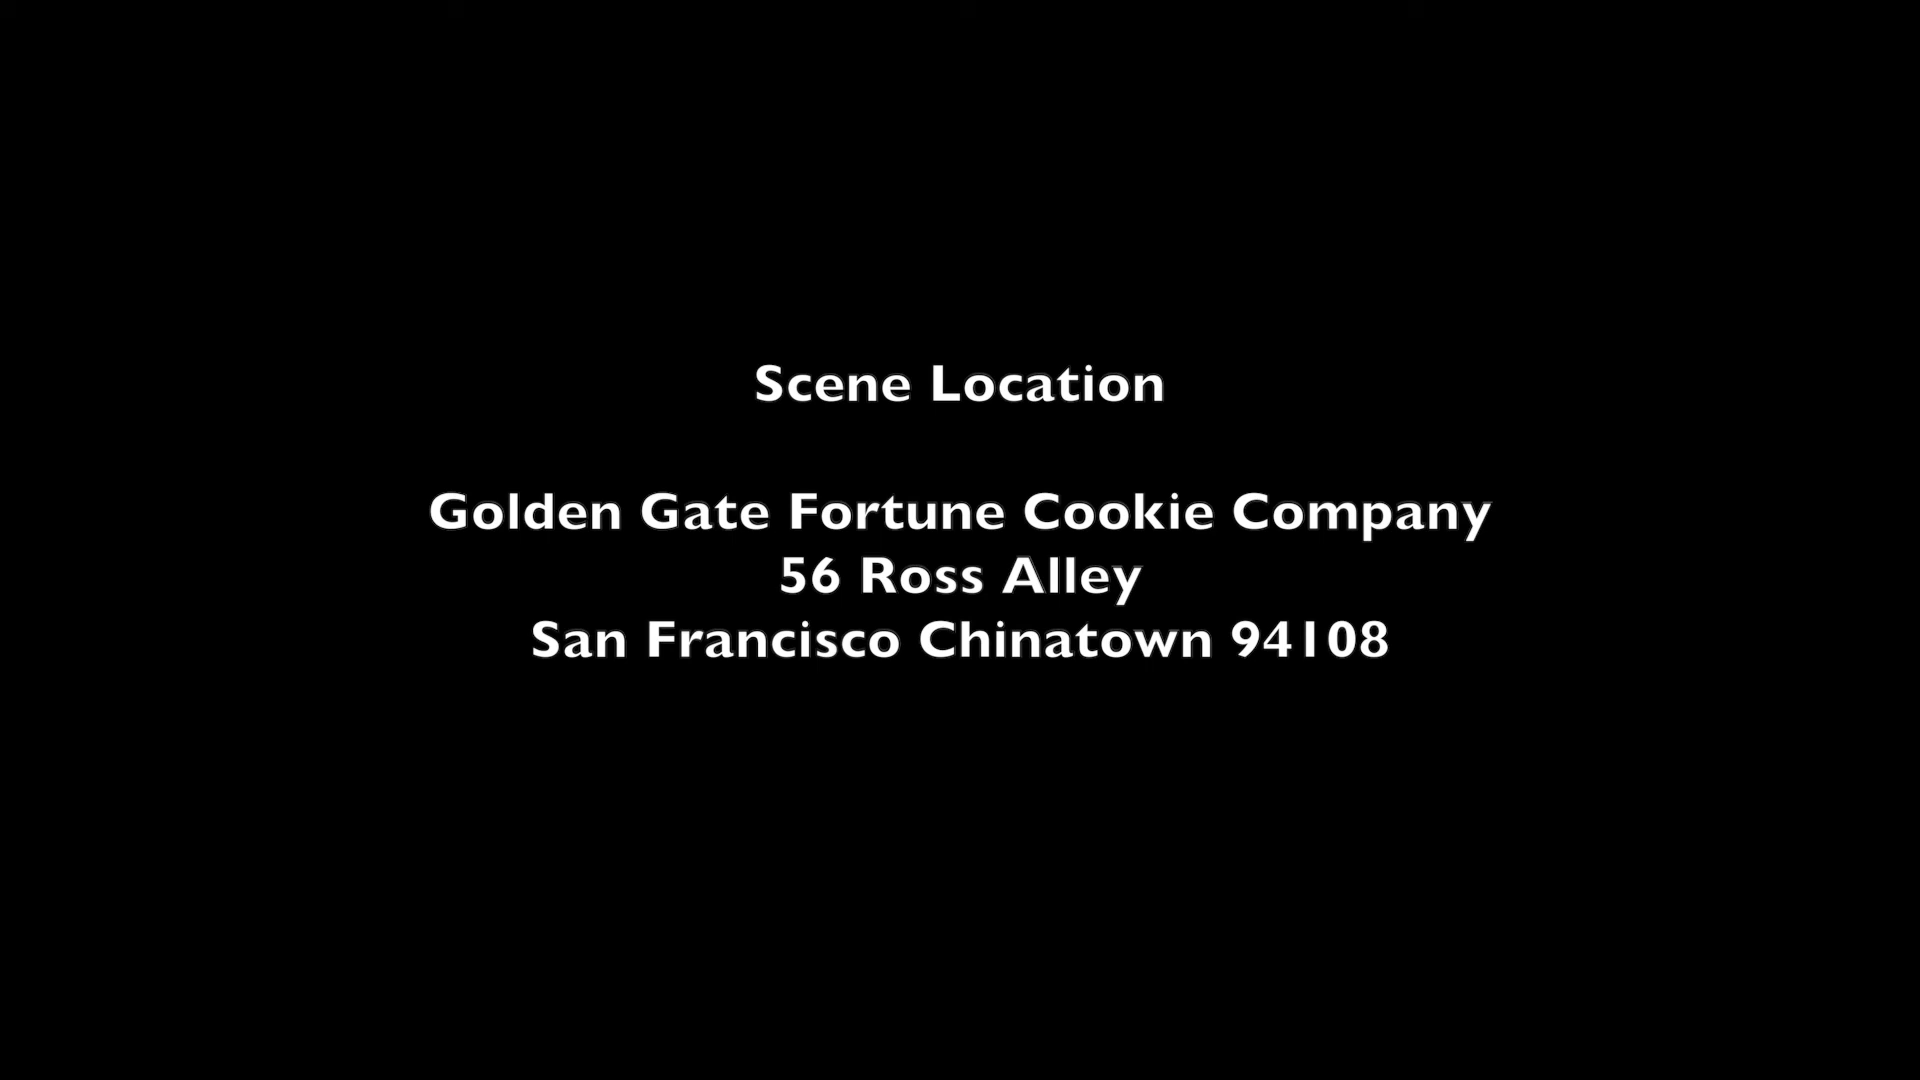 Scene Location
Golden Gate Fortune Cookie Company
56 Ross Alley
San Francisco Chinatown 94108